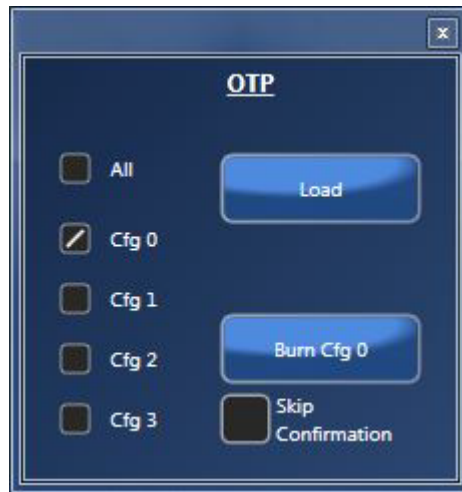 x
OTP
All
Load
Cfg 0
Cfg 1
Cfg 2
Burn Cfg 0
Cfg 3
Skip
Confirmation